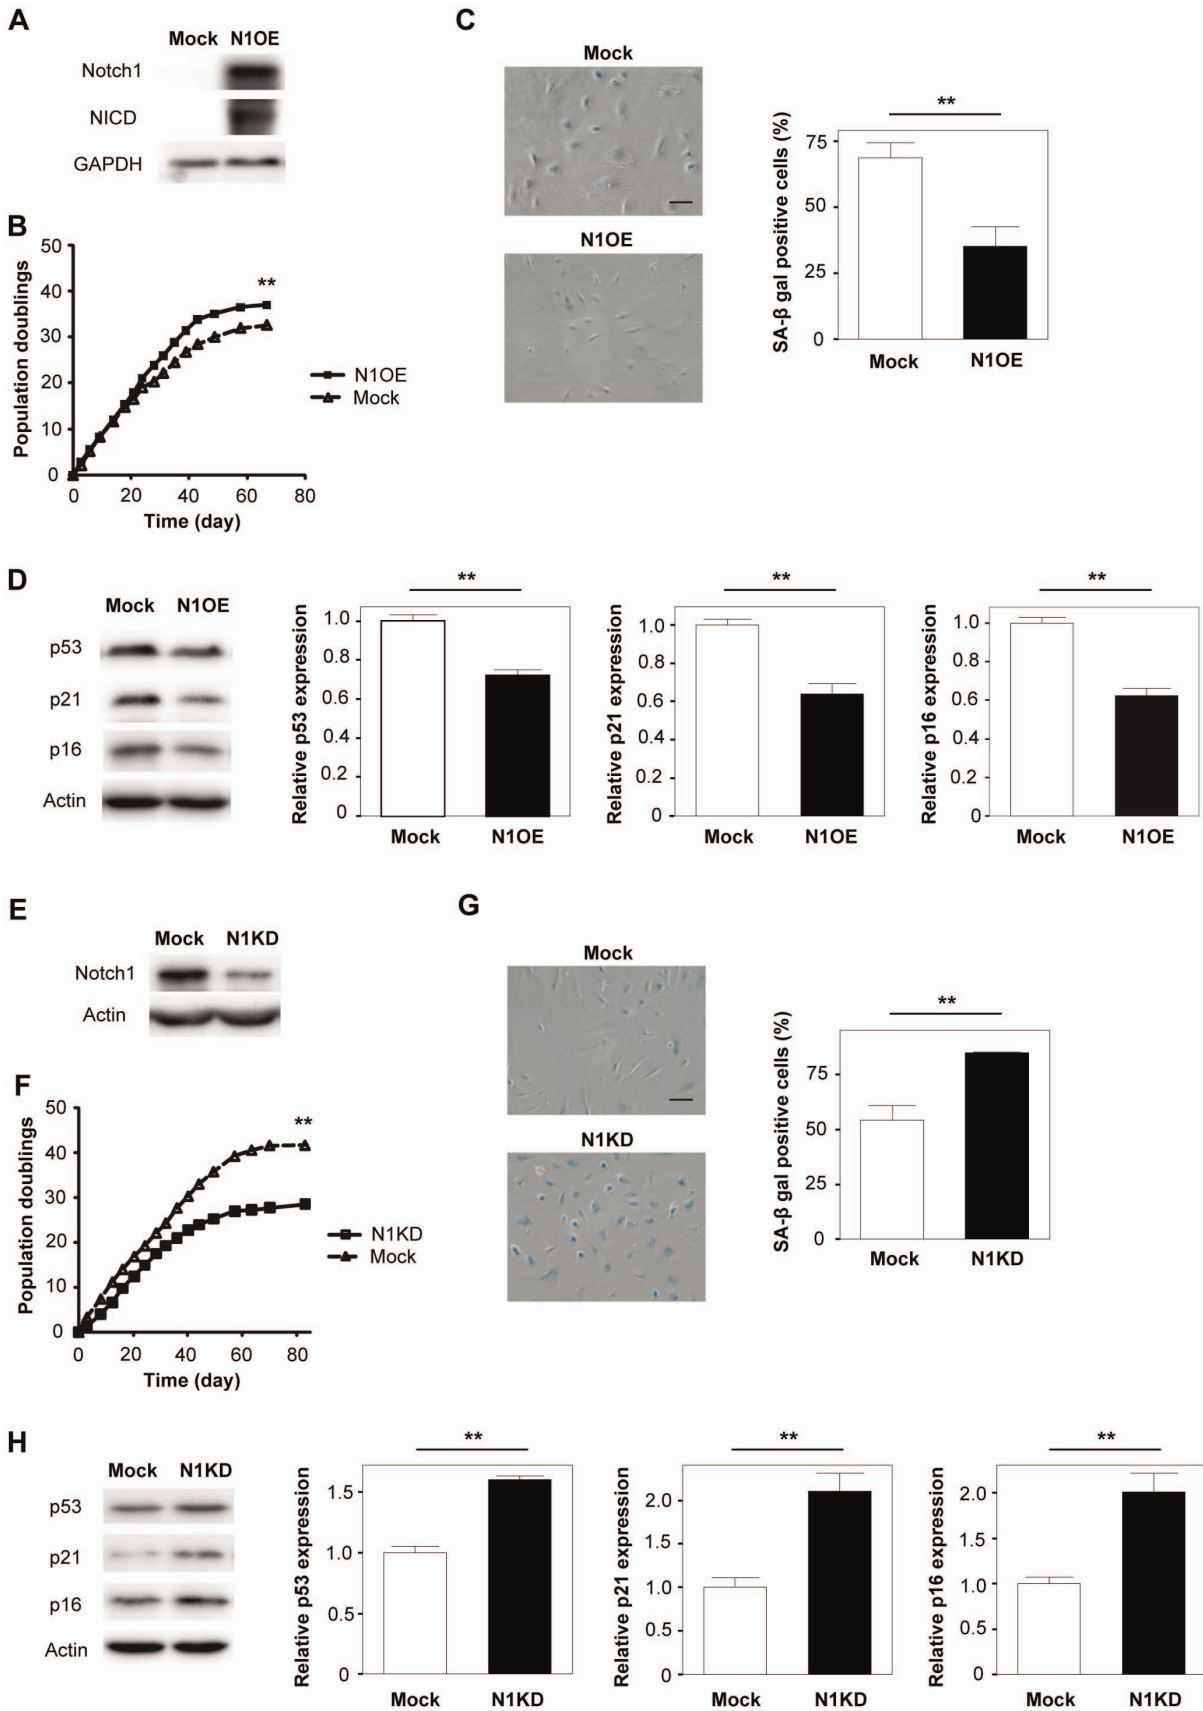 A
Mock N1OE
Notch1
NICD
GAPDH
B
Population doublings
50
40
30
20
10
0
0 20 40 60 80
Time (day)
**
N1OE
Mock
C
Mock
N1OE
**
SA-β gal positive cells (%)
75
50
25
0
Mock N1OE
D
Mock N1OE
p53
p21
p16
Actin
**
Relative p53 expression
1.0
0.8
0.6
0.4
0.2
0
Mock N1OE
**
Relative p21 expression
1.0
0.8
0.6
0.4
0.2
0
Mock N1OE
**
Relative p16 expression
1.0
0.8
0.6
0.4
0.2
0
Mock N1OE
E
Mock N1KD
Notch1
Actin
F
Population doublings
50
40
30
20
10
0
0 20 40 60 80
Time (day)
**
N1KD
Mock
G
Mock
N1KD
**
SA-β gal positive cells (%)
75
50
25
0
Mock N1KD
H
Mock N1KD
p53
p21
p16
Actin
**
Relative p53 expression
1.5
1.0
0.5
0
Mock N1KD
**
Relative p21 expression
2.0
1.5
1.0
0.5
0
Mock N1KD
**
Relative p16 expression
2.0
1.5
1.0
0.5
0
Mock N1KD